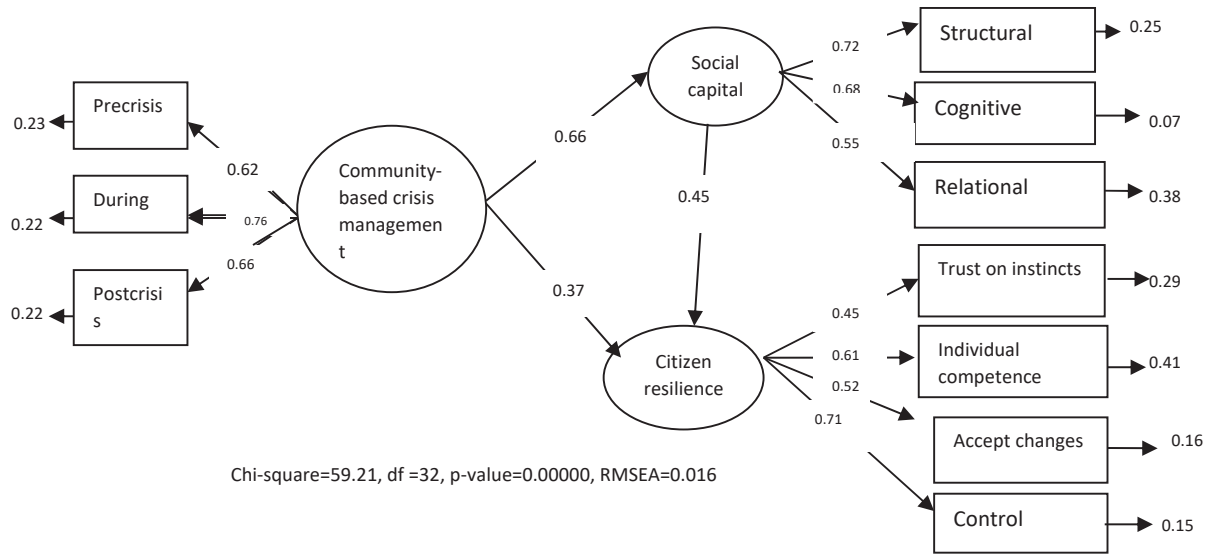 Precrisis
0.23
During
0.22
Postcrisi
s
0.22
0.62
0.76
0.66
Community-
based crisis
managemen
t
0.66
0.37
Social
capital
0.45
Citizen
resilience
0.72
0.68
0.55
Structural
0.25
Cognitive
0.07
Relational
0.38
0.45
0.61
0.52
0.71
Trust on instincts
0.29
Individual
competence
0.41
Accept changes
0.16
Control
0.15
Chi-square=59.21, df =32, p-value=0.00000, RMSEA=0.016